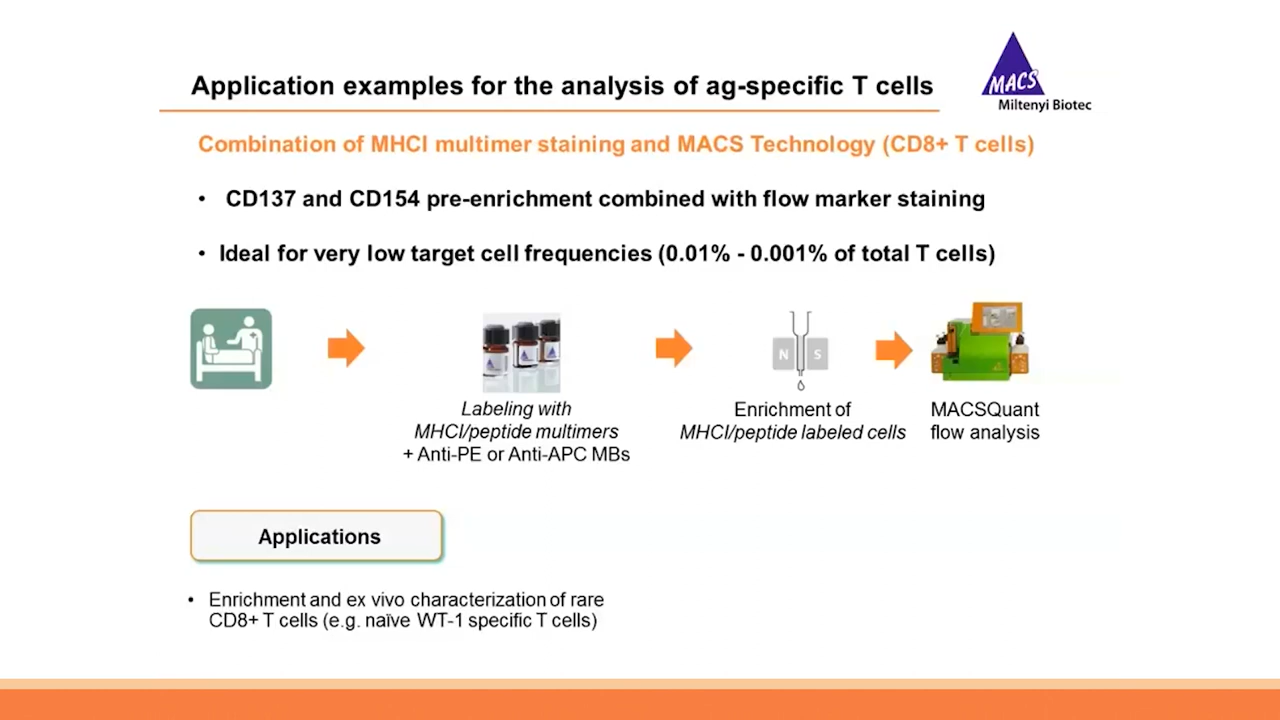 Application examples for the analysis of ag-specific T cells
MACS
Miltenyi Biotec
Combination of MHCI multimer staining and MACS Technology (CD8+ T cells)
• CD137 and CD154 pre-enrichment combined with flow marker staining
• Ideal for very low target cell frequencies (0.01% - 0.001% of total T cells)
N S
Labeling with
MHCI/peptide multimers
+ Anti-PE or Anti-APC MBs
Enrichment of
MHCI/peptide labeled cells
MACSQuant
flow analysis
Applications
• Enrichment and ex vivo characterization of rare
CD8+ T cells (e.g. naïve WT-1 specific T cells)